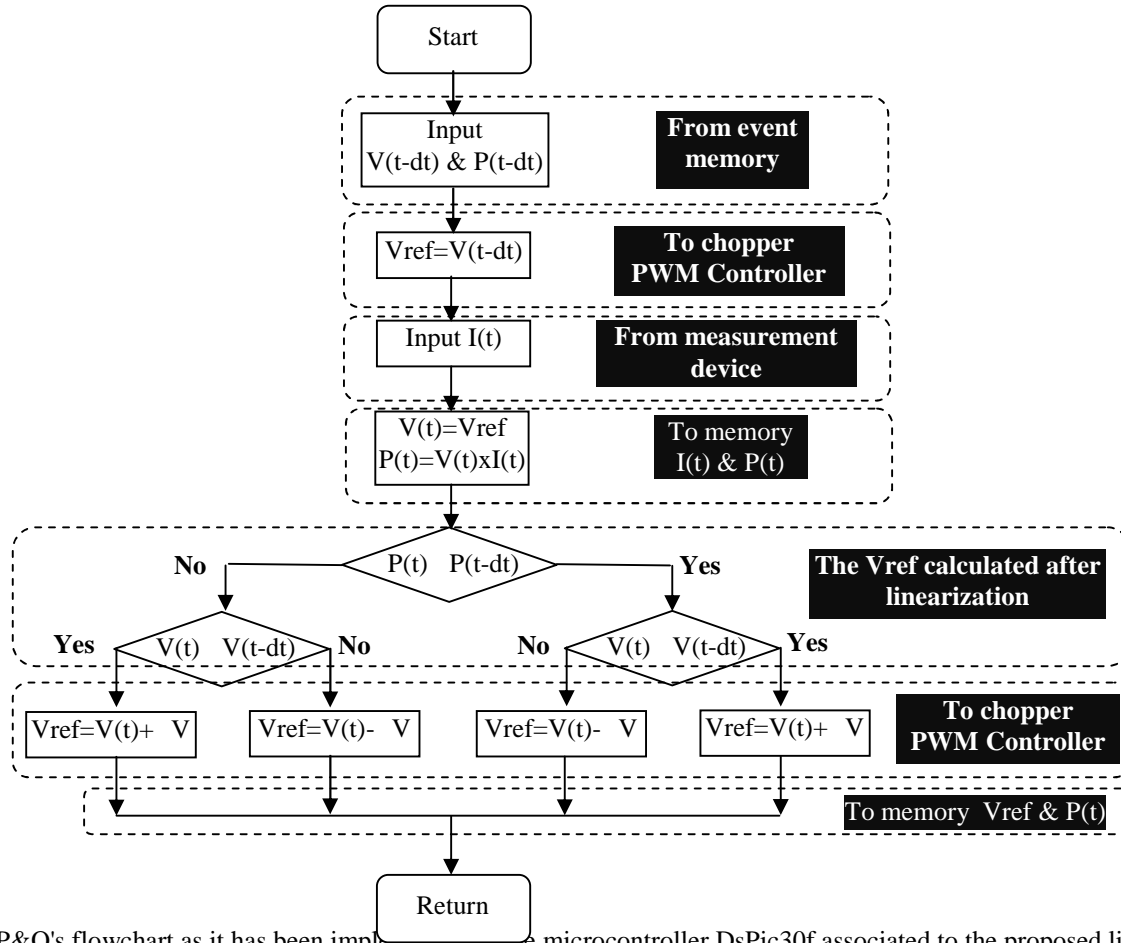 Start
Input
V(t-dt) & P(t-dt)
From event
memory
Vref=V(t-dt)
To chopper
PWM Controller
Input I(t)
From measurement
device
V(t)=Vref
P(t)=V(t)xI(t)
To memory
I(t) & P(t)
No
P(t) P(t-dt)
Yes
The Vref calculated after
linearization
Yes
V(t) V(t-dt)
No
No
V(t) V(t-dt)
Yes
Vref=V(t)+ V
Vref=V(t)- V
Vref=V(t)- V
Vref=V(t)+ V
To chopper
PWM Controller
To memory Vref & P(t)
Return
P&O's flowchart as it has been microcontroller DsPic30f associated to the proposed